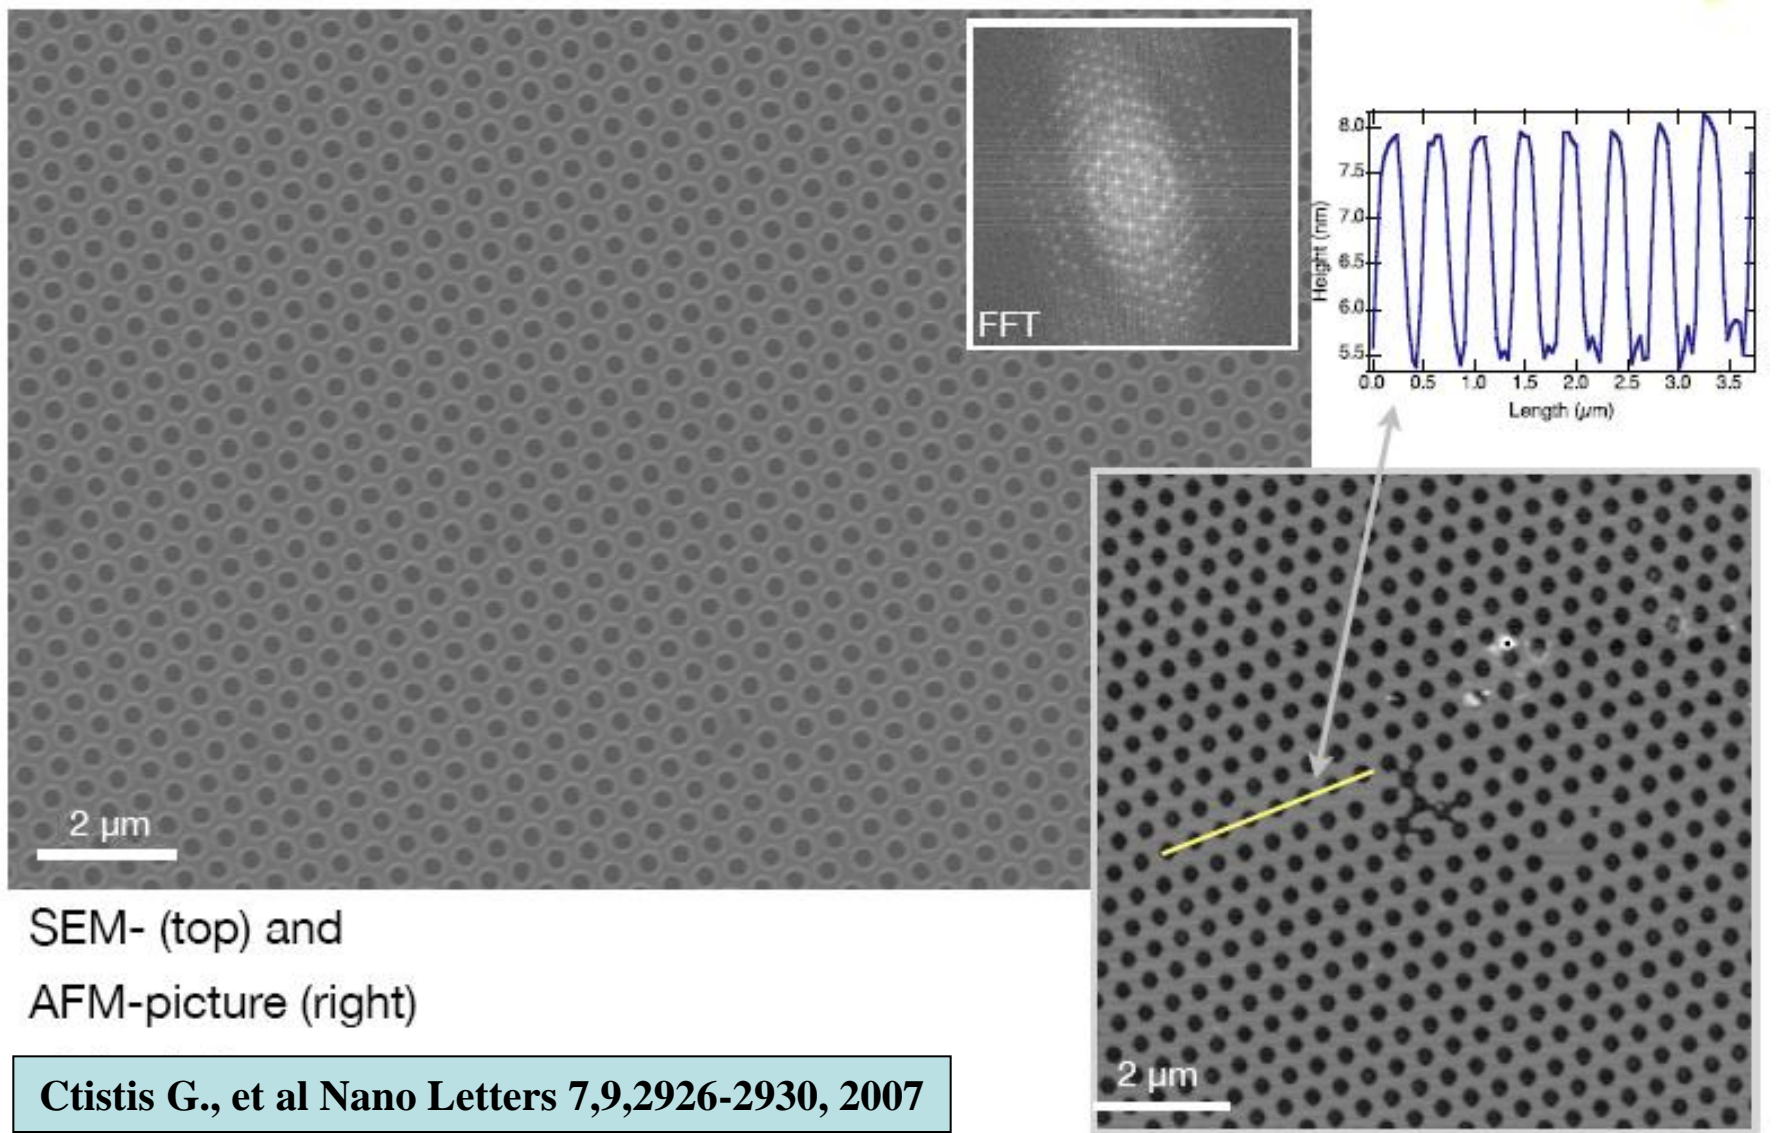 FFT
8.0
7.5
7.0
6.5
6.0
5.5
Height (nm)
0.0 0.5 1.0 1.5 2.0 2.5 3.0 3.5
Length (µm)
2 µm
2 µm
SEM- (top) and
AFM-picture (right)
Ctistis G., et al Nano Letters 7,9,2926-2930, 2007